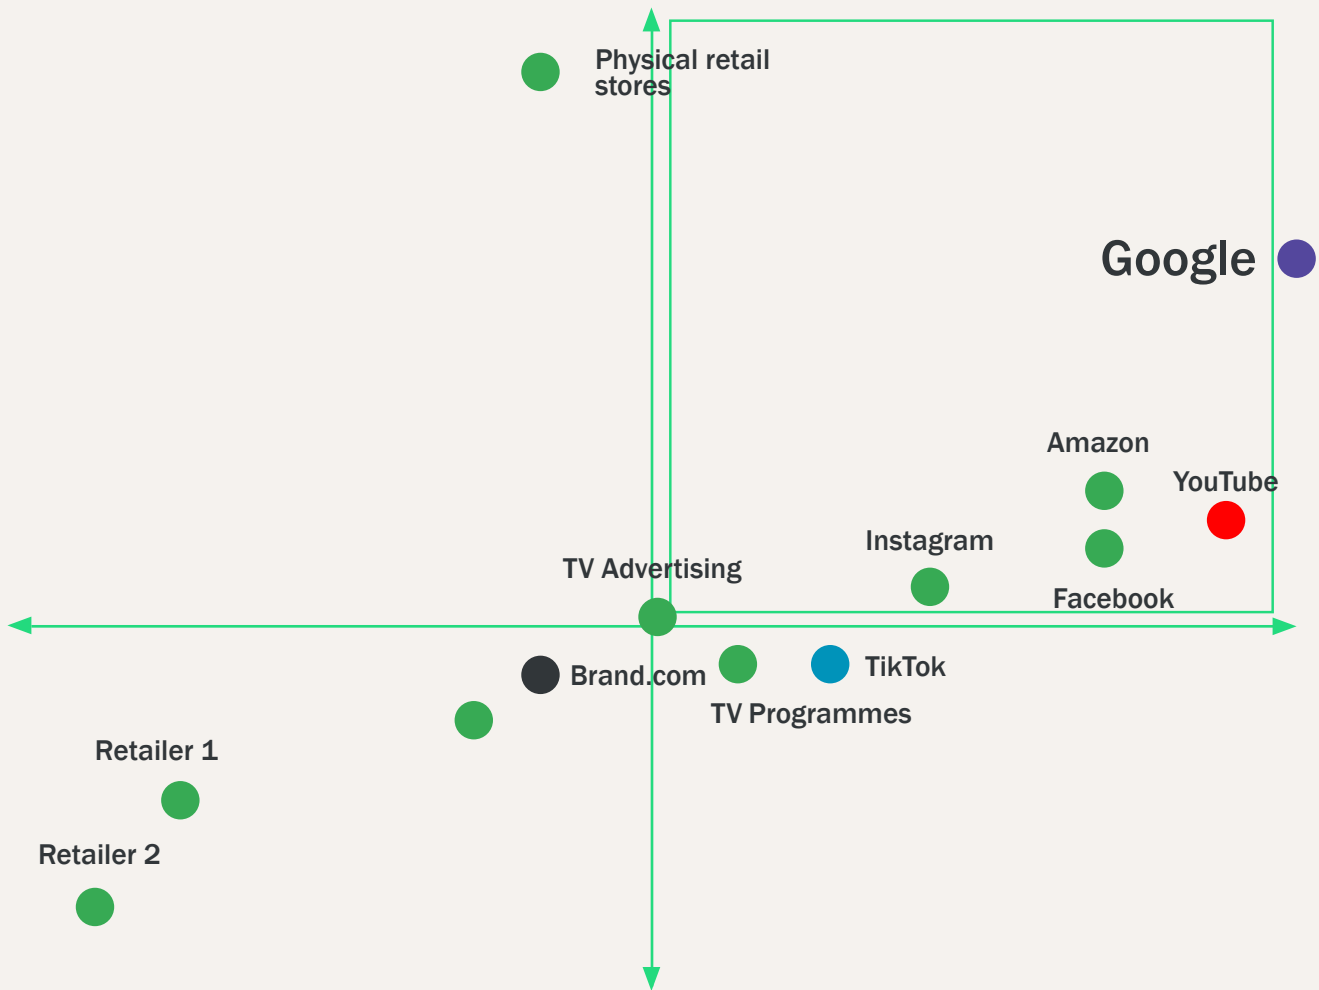 Physical retail
stores
Google
Amazon
YouTube
Instagram
TV Advertising
Facebook
Brand.com
TikTok
TV Programmes
Retailer 1
Retailer 2